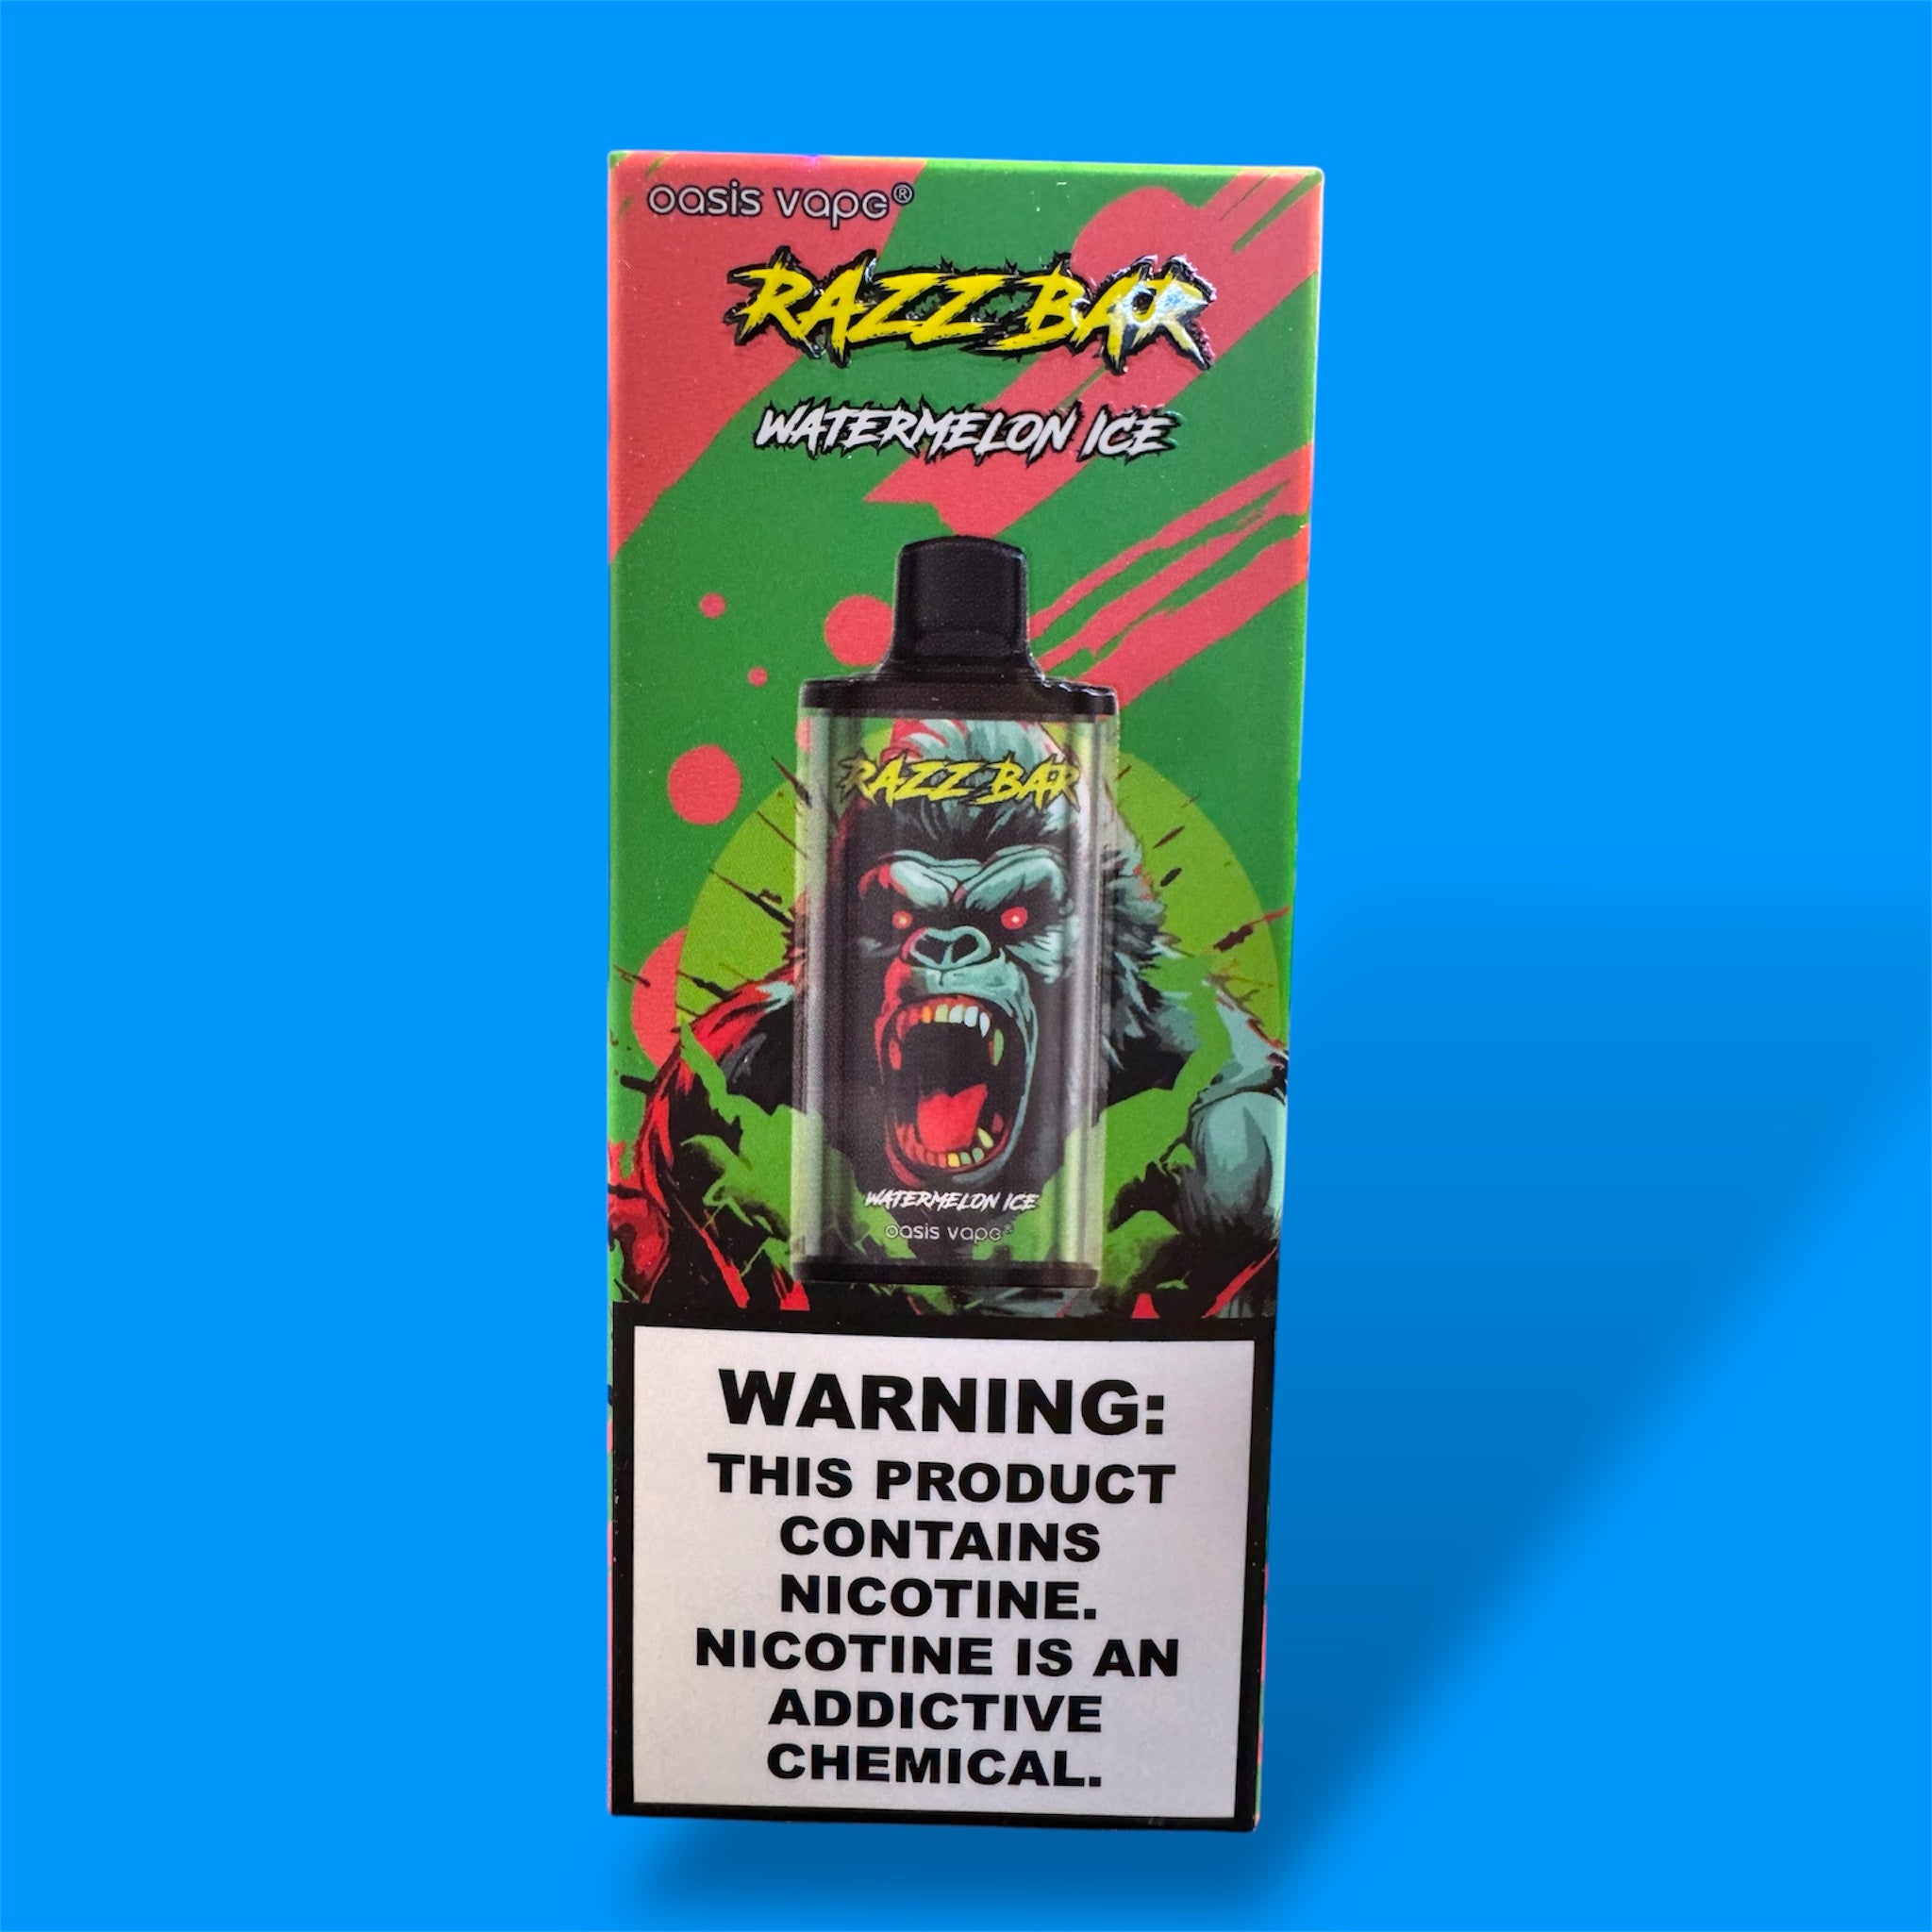 oasis vape®
RAZZ BAR
WATERMELON ICE
RAZZ BAR
WATERMELON ICE
oasis vape®
WARNING:
THIS PRODUCT
CONTAINS
NICOTINE.
NICOTINE IS AN
ADDICTIVE
CHEMICAL.